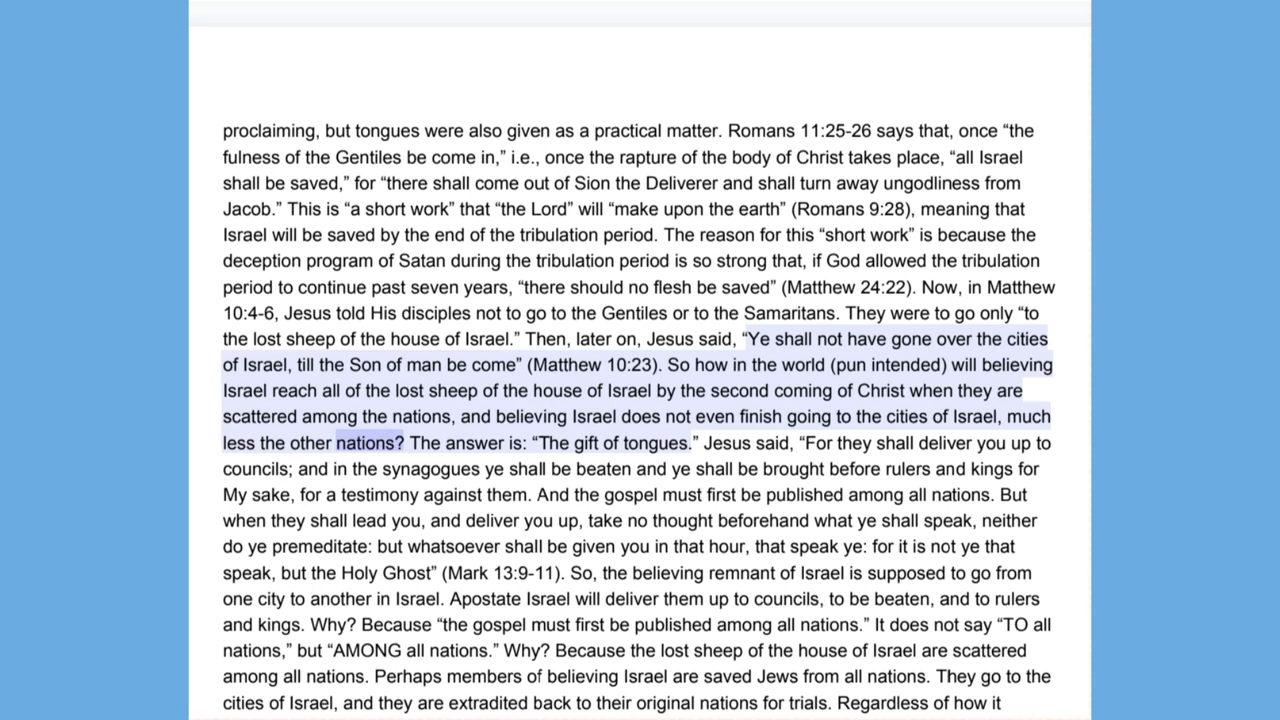 proclaiming, but tongues were also given as a practical matter. Romans 11:25-26 says that, once “the
fulness of the Gentiles be come in,” i.e., once the rapture of the body of Christ takes place, “all Israel
shall be saved,” for “there shall come out of Sion the Deliverer and shall turn away ungodliness from
Jacob.” This is “a short work” that “the Lord” will “make upon the earth” (Romans 9:28), meaning that
Israel will be saved by the end of the tribulation period. The reason for this “short work” is because the
deception program of Satan during the tribulation period is so strong that, if God allowed the tribulation
period to continue past seven years, “there should no flesh be saved” (Matthew 24:22). Now, in Matthew
10:4-6, Jesus told His disciples not to go to the Gentiles or to the Samaritans. They were to go only “to
the lost sheep of the house of Israel.” Then, later on, Jesus said, “Ye shall not have gone over the cities
of Israel, till the Son of man be come” (Matthew 10:23). So how in the world (pun intended) will believing
Israel reach all of the lost sheep of the house of Israel by the second coming of Christ when they are
scattered among the nations, and believing Israel does not even finish going to the cities of Israel, much
less the other nations? The answer is: “The gift of tongues.” Jesus said, “For they shall deliver you up to
councils; and in the synagogues ye shall be beaten and ye shall be brought before rulers and kings for
My sake, for a testimony against them. And the gospel must first be published among all nations. But
when they shall lead you, and deliver you up, take no thought beforehand what ye shall speak, neither
do ye premeditate: but whatsoever shall be given you in that hour, that speak ye: for it is not ye that
speak, but the Holy Ghost” (Mark 13:9-11). So, the believing remnant of Israel is supposed to go from
one city to another in Israel. Apostate Israel will deliver them up to councils, to be beaten, and to rulers
and kings. Why? Because “the gospel must first be published among all nations.” It does not say “TO all
nations,” but “AMONG all nations.” Why? Because the lost sheep of the house of Israel are scattered
among all nations. Perhaps members of believing Israel are saved Jews from all nations. They go to the
cities of Israel, and they are extradited back to their original nations for trials. Regardless of how it